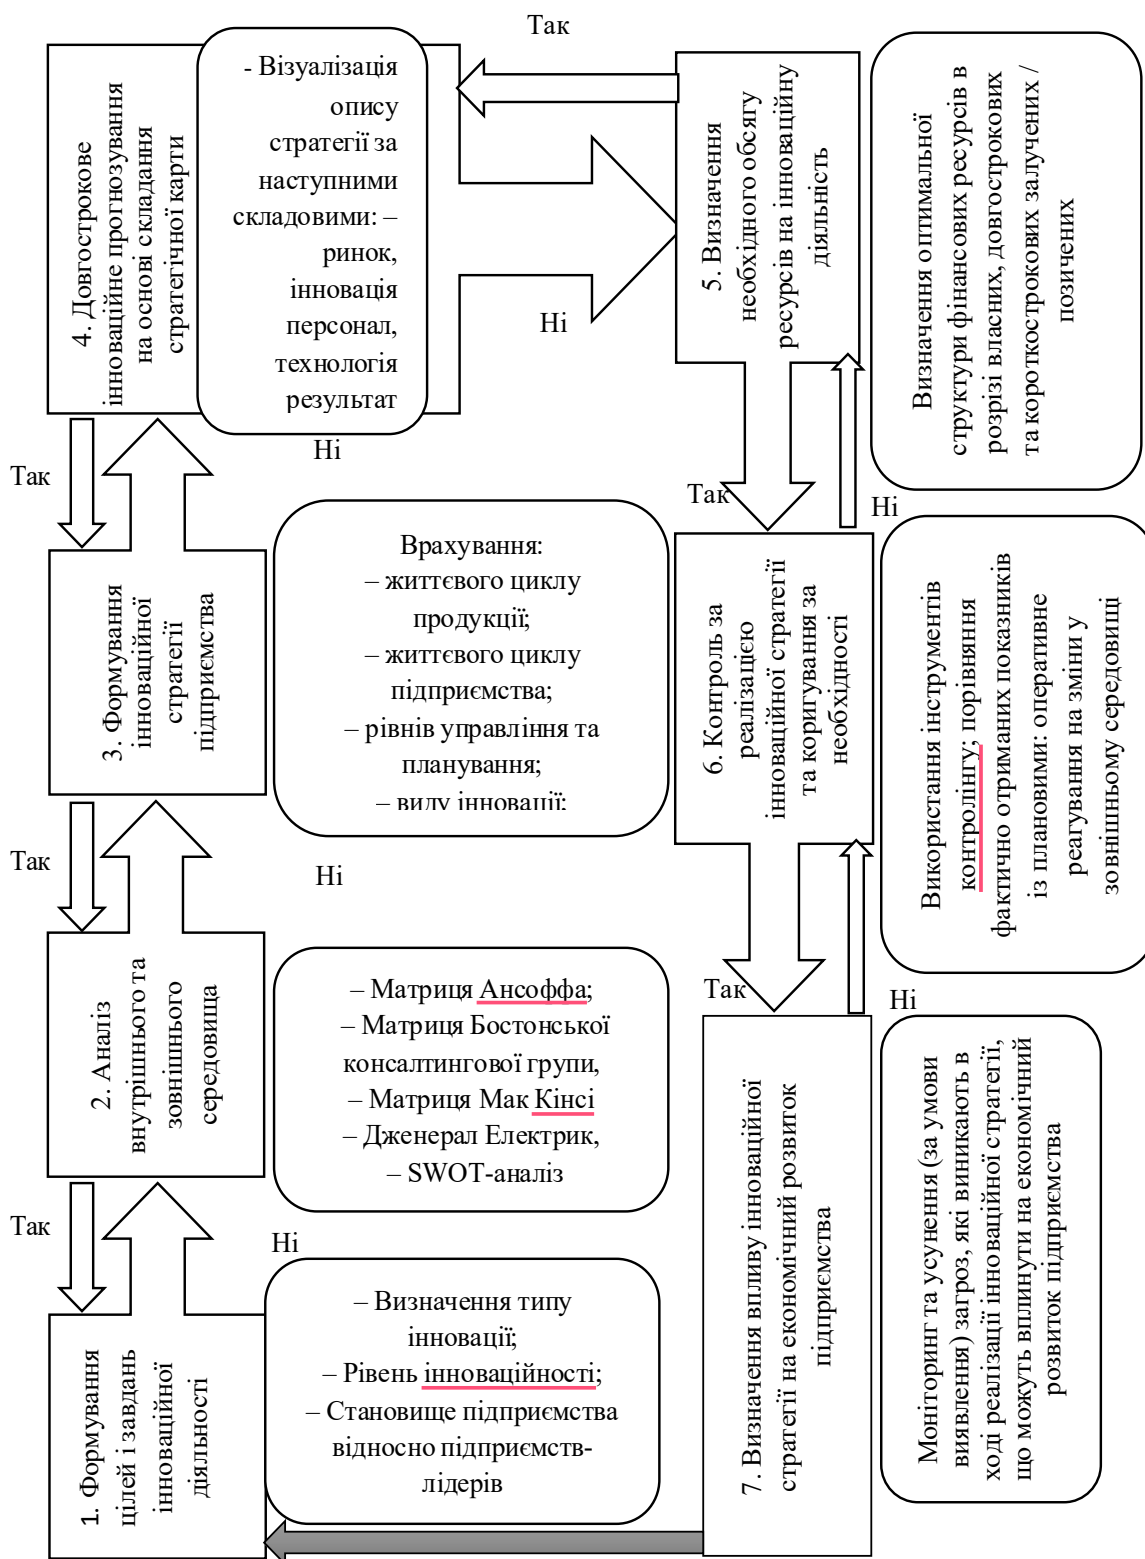 Так
4. Довгострокове
інноваційне прогнозування
на основі складання
стратегічної карти
- Візуалізація
опису
стратегії за
наступними
складовими: –
ринок,
інновація
персонал,
технологія
результат
Ні
5. Визначення
необхідного обсягу
ресурсів на інноваційну
діяльність
Визначення оптимальної
структури фінансових ресурсів в
розрізі власних, довгострокових
та короткострокових залучених /
позичених
Так
Ні
Так
Ні
3. Формування
інноваційної
стратегії
підприємства
Врахування:
– життєвого циклу
продукції;
– життєвого циклу
підприємства;
– рівнів управління та
планування;
– виду інновації;
6. Контроль за
реалізацією
інноваційної стратегії
та коригування за
необхідності
Використання інструментів
контролінгу; порівняння
фактично отриманих показників
із плановими: оперативне
реагування на зміни у
зовнішньому середовищі
Так
Ні
Так
Ні
2. Аналіз
внутрішнього та
зовнішнього
середовища
– Матриця Ансоффа;
– Матриця Бостонської
консалтингової групи,
– Матриця Мак Кінсі
– Дженерал Електрик,
– SWOT-аналіз
Так
Ні
1. Формування
цілей і завдань
інноваційної
діяльності
– Визначення типу
інновації;
– Рівень інноваційності;
– Становище підприємства
відносно підприємств-
лідерів
7. Визначення впливу інноваційної
стратегії на економічний розвиток
підприємства
Моніторинг та усунення (за умови
виявлення) загроз, які виникають в
ході реалізації інноваційної стратегії,
що можуть вплинути на економічний
розвиток підприємства